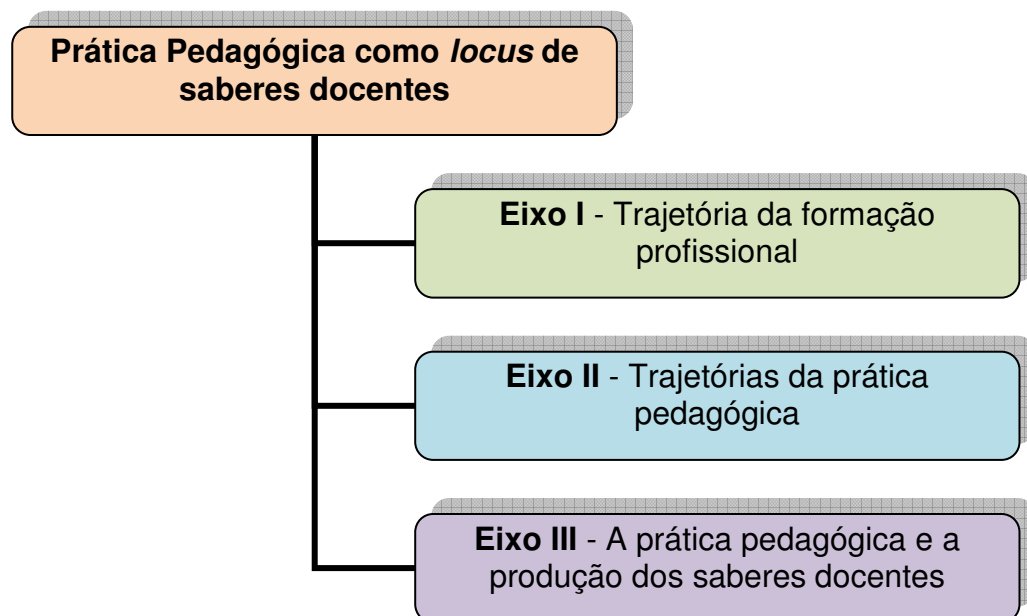 Prática Pedagógica como locus de
saberes docentes
Eixo I - Trajetória da formação
profissional
Eixo II - Trajetórias da prática
pedagógica
Eixo III - A prática pedagógica e a
produção dos saberes docentes